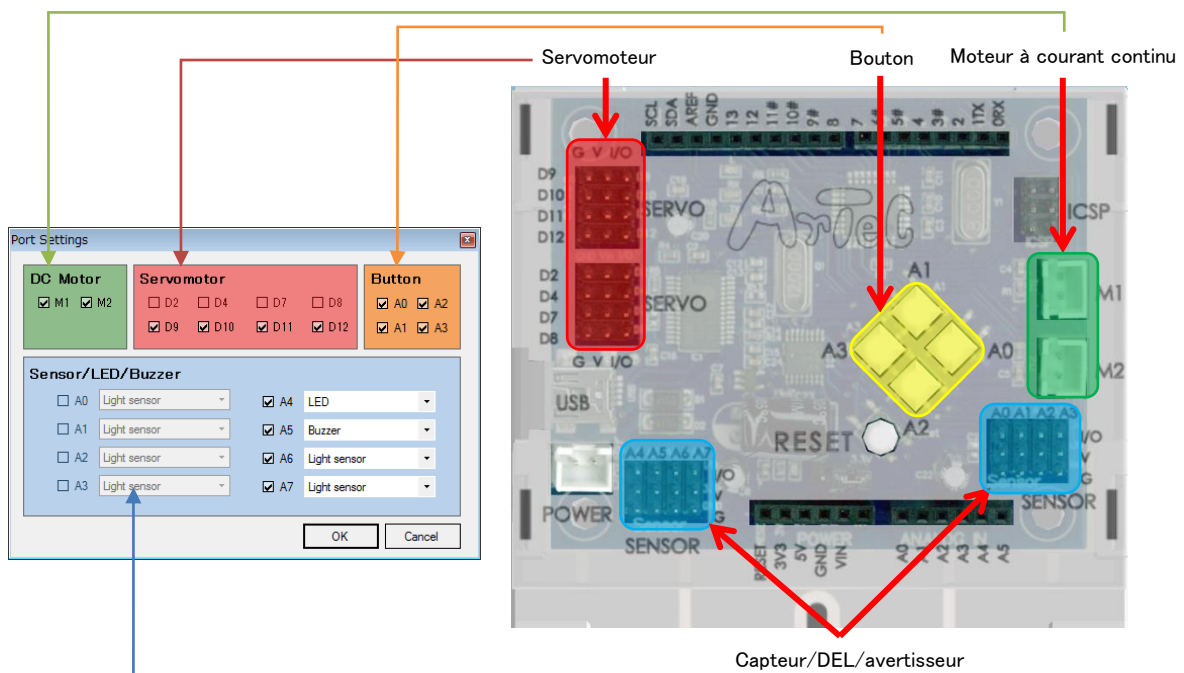 Servomoteur
Bouton
Moteur à courant continu
Port Settings
DC Motor
M1 M2
Servomotor
D2 D4 D7 D8
D9 D10 D11 D12
Button
A0 A2
A1 A3
Sensor/LED/Buzzer
A0 Light sensor
A1 Light sensor
A2 Light sensor
A3 Light sensor
A4 LED
A5 Buzzer
A6 Light sensor
A7 Light sensor
OK Cancel
SCL SDA AREF GND 13 12 11# 10# 9# 8 7 6# 5# 4 3# 2 1TX 0RX
G V I/O
D9
D10
D11
D12
SERVO
D2
D4
D7
D8
SERVO
G V I/O
ArTeC
ICSP
A1
A3
A0
A2
M1
M2
USB
RESET
POWER
A4 A5 A6 A7
I/O
V
G
SENSOR
A0 A1 A2 A3
I/O
V
G
SENSOR
POWER
ANALOG IN
RESET 3V3 5V GND VIN A0 A1 A2 A3 A4 A5
Capteur/DEL/avertisseur